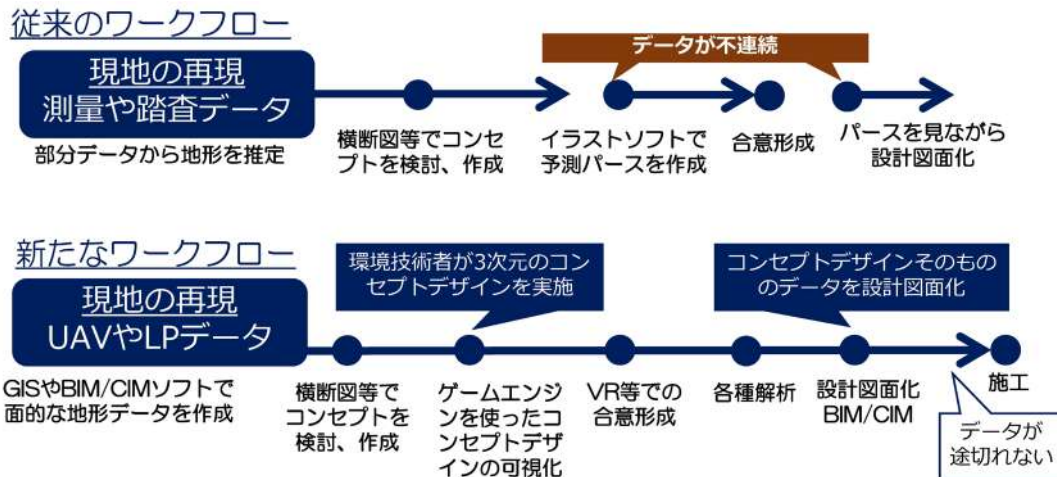 従来のワークフロー
現地の再現
測量や踏査データ
部分データから地形を推定
横断図等でコンセ
プトを検討、作成
データが不連続
イラストソフトで
予測パースを作成
合意形成
パースを見ながら
設計図面化
新たなワークフロー
現地の再現
UAVやLPデータ
GISやBIM/CIMソフトで
面的な地形データを作成
横断図等で
コンセプトを
検討、作成
環境技術者が3次元のコン
セプトデザインを実施
ゲームエンジ
ンを使ったコ
ンセプトデザ
インの可視化
VR等での
合意形成
各種解析
コンセプトデザインそのもの
のデータを設計図面化
設計図面化
BIM/CIM
施工
データが
途切れない